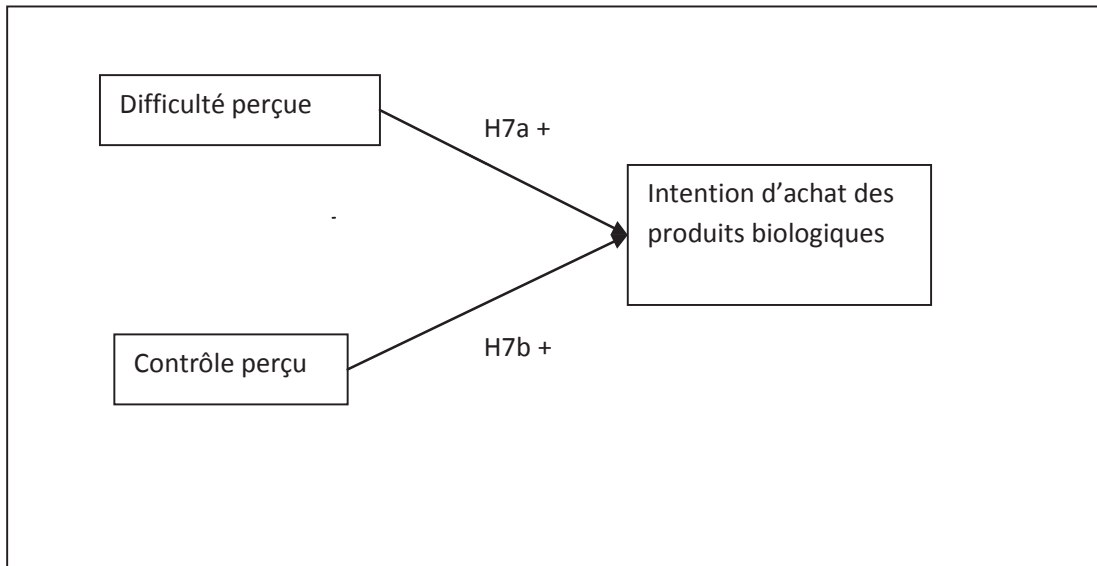 Difficulté perçue
H7a +
Intention d’achat des
produits biologiques
-
H7b +
Contrôle perçu